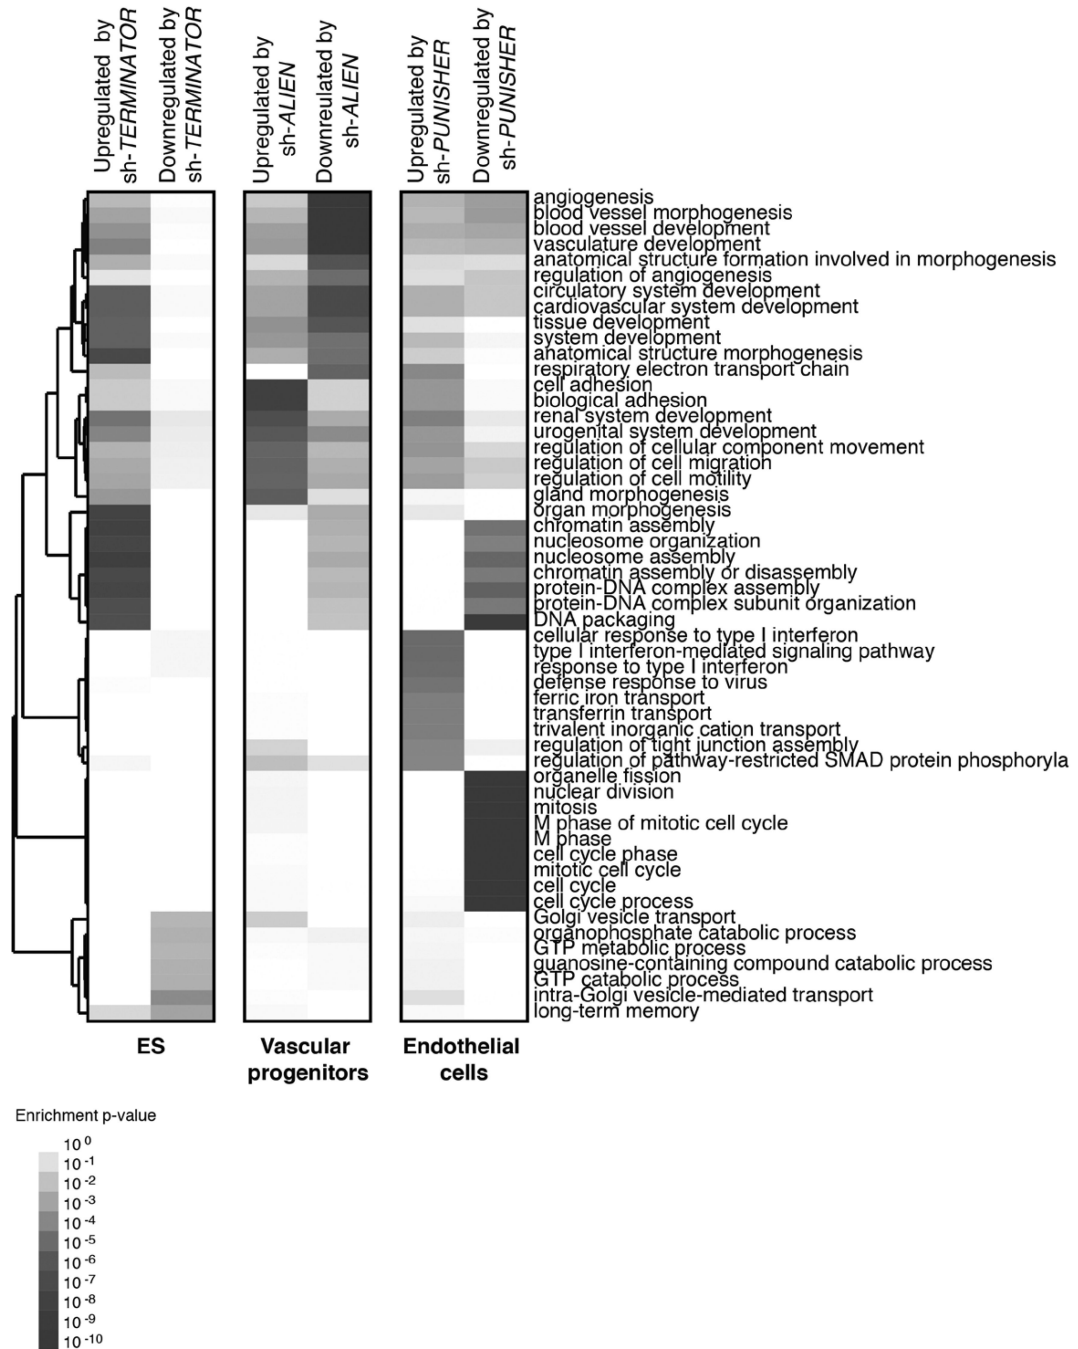 Upregulated by
sh-TERMINATOR
Downregulated by
sh-TERMINATOR
Upregulated by
sh-ALIEN
Downreulated by
sh-ALIEN
Upregulated by
sh-PUNISHER
Downregulated by
sh-PUNISHER
angiogenesis
blood vessel morphogenesis
blood vessel development
vasculature development
anatomical structure formation involved in morphogenesis
regulation of angiogenesis
circulatory system development
cardiovascular system development
tissue development
system development
anatomical structure morphogenesis
respiratory electron transport chain
cell adhesion
biological adhesion
renal system development
urogenital system development
regulation of cellular component movement
regulation of cell migration
regulation of cell motility
gland morphogenesis
organ morphogenesis
chromatin assembly
nucleosome organization
nucleosome assembly
chromatin assembly or disassembly
protein-DNA complex assembly
protein-DNA complex subunit organization
DNA packaging
cellular response to type I interferon
type I interferon-mediated signaling pathway
response to type I interferon
defense response to virus
ferric iron transport
transferrin transport
trivalent inorganic cation transport
regulation of tight junction assembly
regulation of pathway-restricted SMAD protein phosphoryla
organelle fission
nuclear division
mitosis
M phase of mitotic cell cycle
M phase
cell cycle phase
mitotic cell cycle
cell cycle
cell cycle process
Golgi vesicle transport
organophosphate catabolic process
GTP metabolic process
guanosine-containing compound catabolic process
GTP catabolic process
intra-Golgi vesicle-mediated transport
long-term memory
ES
Vascular
progenitors
Endothelial
cells
Enrichment p-value
10 0
10 -1
10 -2
10 -3
10 -4
10 -5
10 -6
10 -7
10 -8
10 -9
10 -10